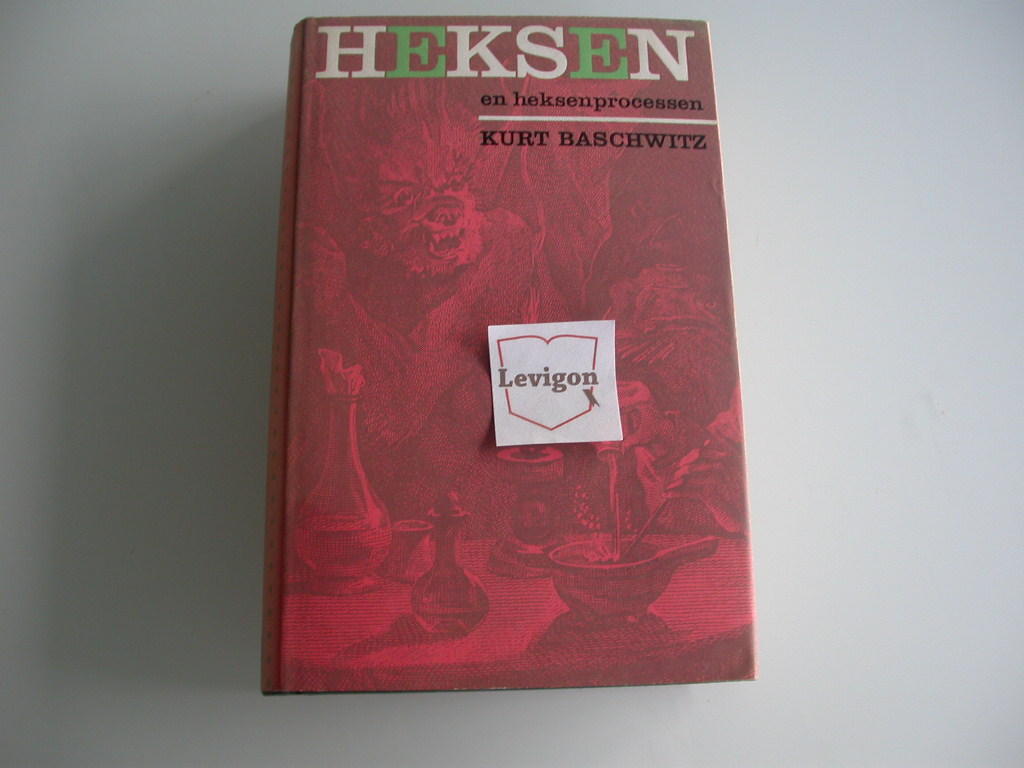 HEKSEN
en heksenprocessen
KURT BASCHWITZ
Levigon